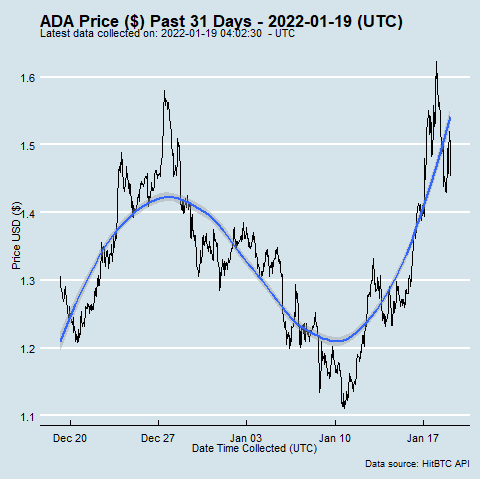 ADA Price ($) Past 31 Days - 2022-01-19 (UTC)
Latest data collected on: 2022-01-19 04:02:30 - UTC
1.6
1.5
1.4
1.3
1.2
1.1
Price USD ($)
Dec 20 Dec 27 Jan 03 Jan 10 Jan 17
Date Time Collected (UTC)
Data source: HitBTC API